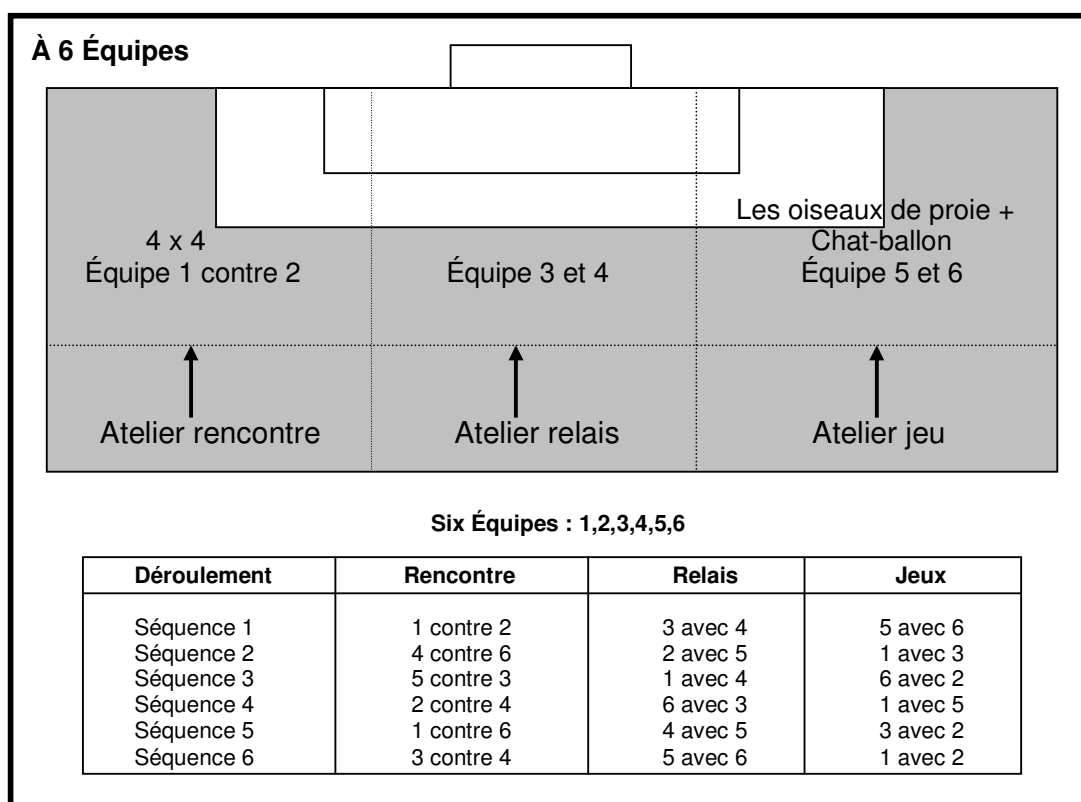 À 6 Équipes
4 x 4
Équipe 1 contre 2
Équipe 3 et 4
Les oiseaux de proie +
Chat-ballon
Équipe 5 et 6
Atelier rencontre
Atelier relais
Atelier jeu
Six Équipes : 1,2,3,4,5,6
Déroulement Rencontre Relais Jeux
Séquence 1 1 contre 2 3 avec 4 5 avec 6
Séquence 2 4 contre 6 2 avec 5 1 avec 3
Séquence 3 5 contre 3 1 avec 4 6 avec 2
Séquence 4 2 contre 4 6 avec 3 1 avec 5
Séquence 5 1 contre 6 4 avec 5 3 avec 2
Séquence 6 3 contre 4 5 avec 6 1 avec 2